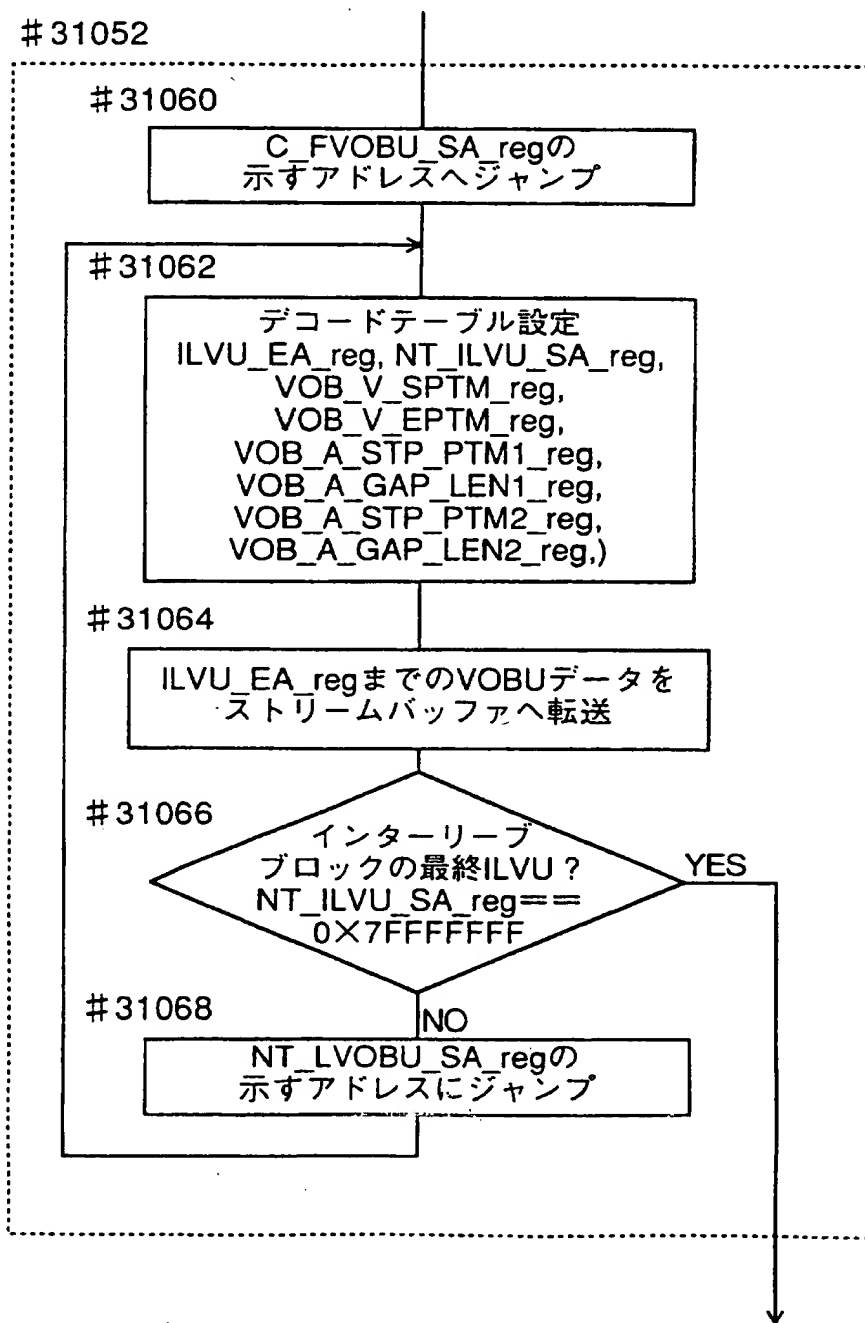 #31052
#31060
C_FVOBU_SA_regの
示すアドレスへジャンプ
#31062
デコードテーブル設定
ILVU_EA_reg, NT_ILVU_SA_reg,
VOB_V_SPTM_reg,
VOB_V_EPTM_reg,
VOB_A_STP_PTM1_reg,
VOB_A_GAP_LEN1_reg,
VOB_A_STP_PTM2_reg,
VOB_A_GAP_LEN2_reg,)
#31064
ILVU_EA_regまでのVOBUデータを
ストリームバッファへ転送
#31066
インターリーブ
ブロックの最終ILVU?
NT_ILVU_SA_reg==
0×7FFFFFFF
YES
#31068
NO
NT_LVOBU_SA_regの
示すアドレスにジャンプ